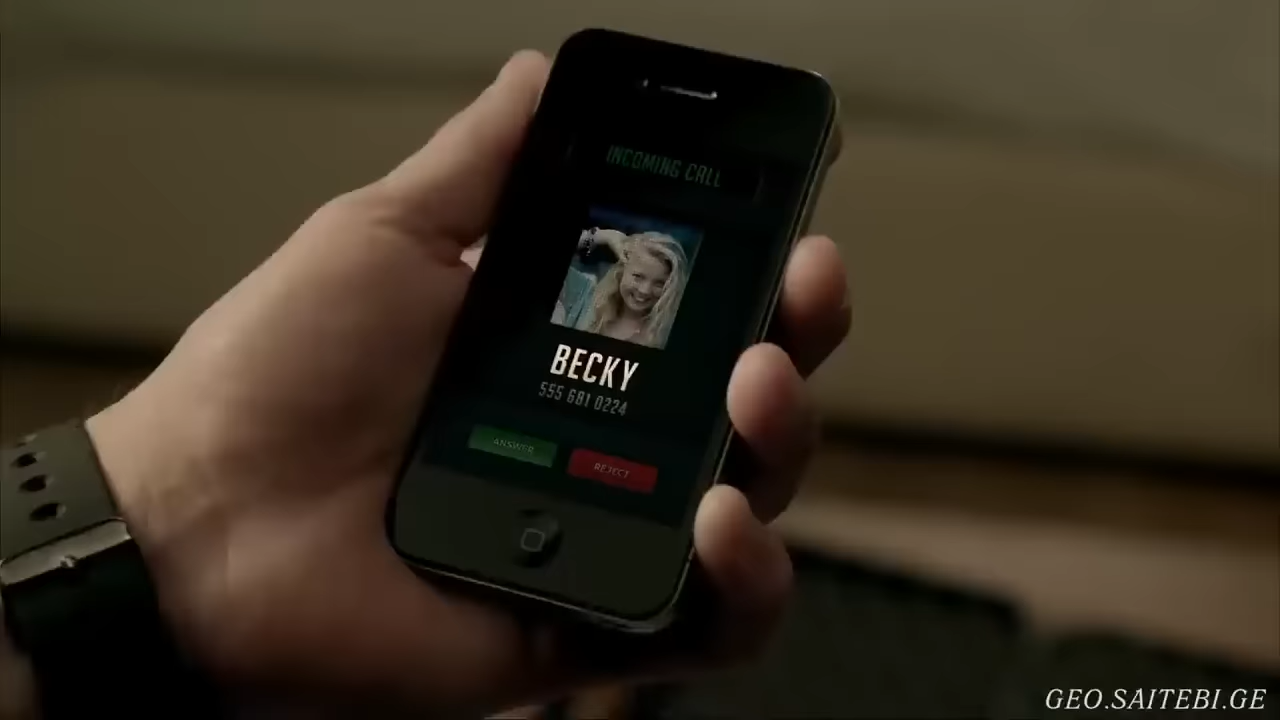 INCOMING CALL
BECKY
555 681 0224
ANSWER
REJECT
GEO.SAITEBI.GE